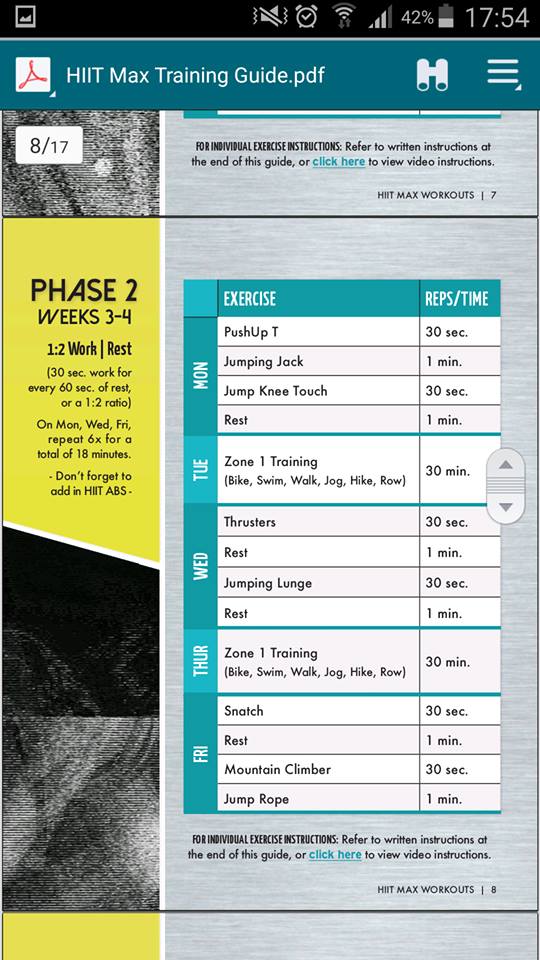 42% 17:54
HIIT Max Training Guide.pdf
8/17
FOR INDIVIDUAL EXERCISE INSTRUCTIONS: Refer to written instructions at
the end of this guide, or click here to view video instructions.
HIIT MAX WORKOUTS | 7
PHASE 2
WEEKS 3-4
1:2 Work | Rest
(30 sec. work for
every 60 sec. of rest,
or a 1:2 ratio)
On Mon, Wed, Fri,
repeat 6x for a
total of 18 minutes.
- Don't forget to
add in HIIT ABS -
EXERCISE REPS/TIME
MON
PushUp T 30 sec.
Jumping Jack 1 min.
Jump Knee Touch 30 sec.
Rest 1 min.
TUE
Zone 1 Training
(Bike, Swim, Walk, Jog, Hike, Row)
30 min.
WED
Thrusters 30 sec.
Rest 1 min.
Jumping Lunge 30 sec.
Rest 1 min.
THUR
Zone 1 Training
(Bike, Swim, Walk, Jog, Hike, Row)
30 min.
FRI
Snatch 30 sec.
Rest 1 min.
Mountain Climber 30 sec.
Jump Rope 1 min.
FOR INDIVIDUAL EXERCISE INSTRUCTIONS: Refer to written instructions at
the end of this guide, or click here to view video instructions.
HIIT MAX WORKOUTS | 8